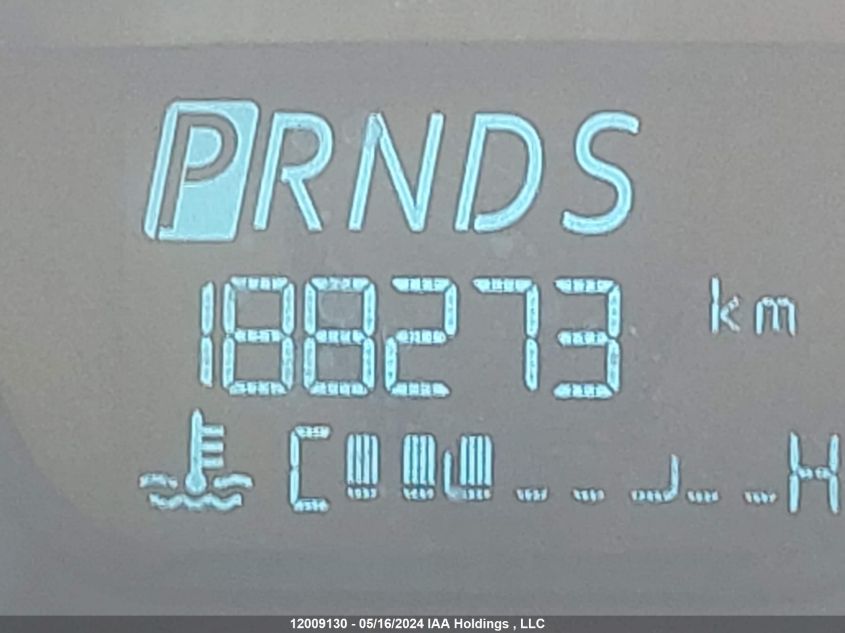 PRNDS
188273 km
C H
12009130 - 05/16/2024 IAA Holdings , LLC